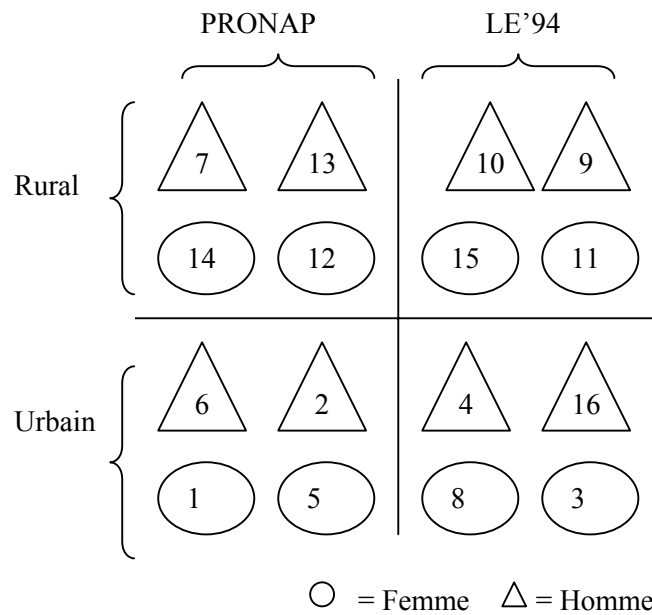 PRONAP LE’94
7 13 10 9
Rural
14 12 15 11
6 2 4 16
Urbain
1 5 8 3
= Femme = Homme